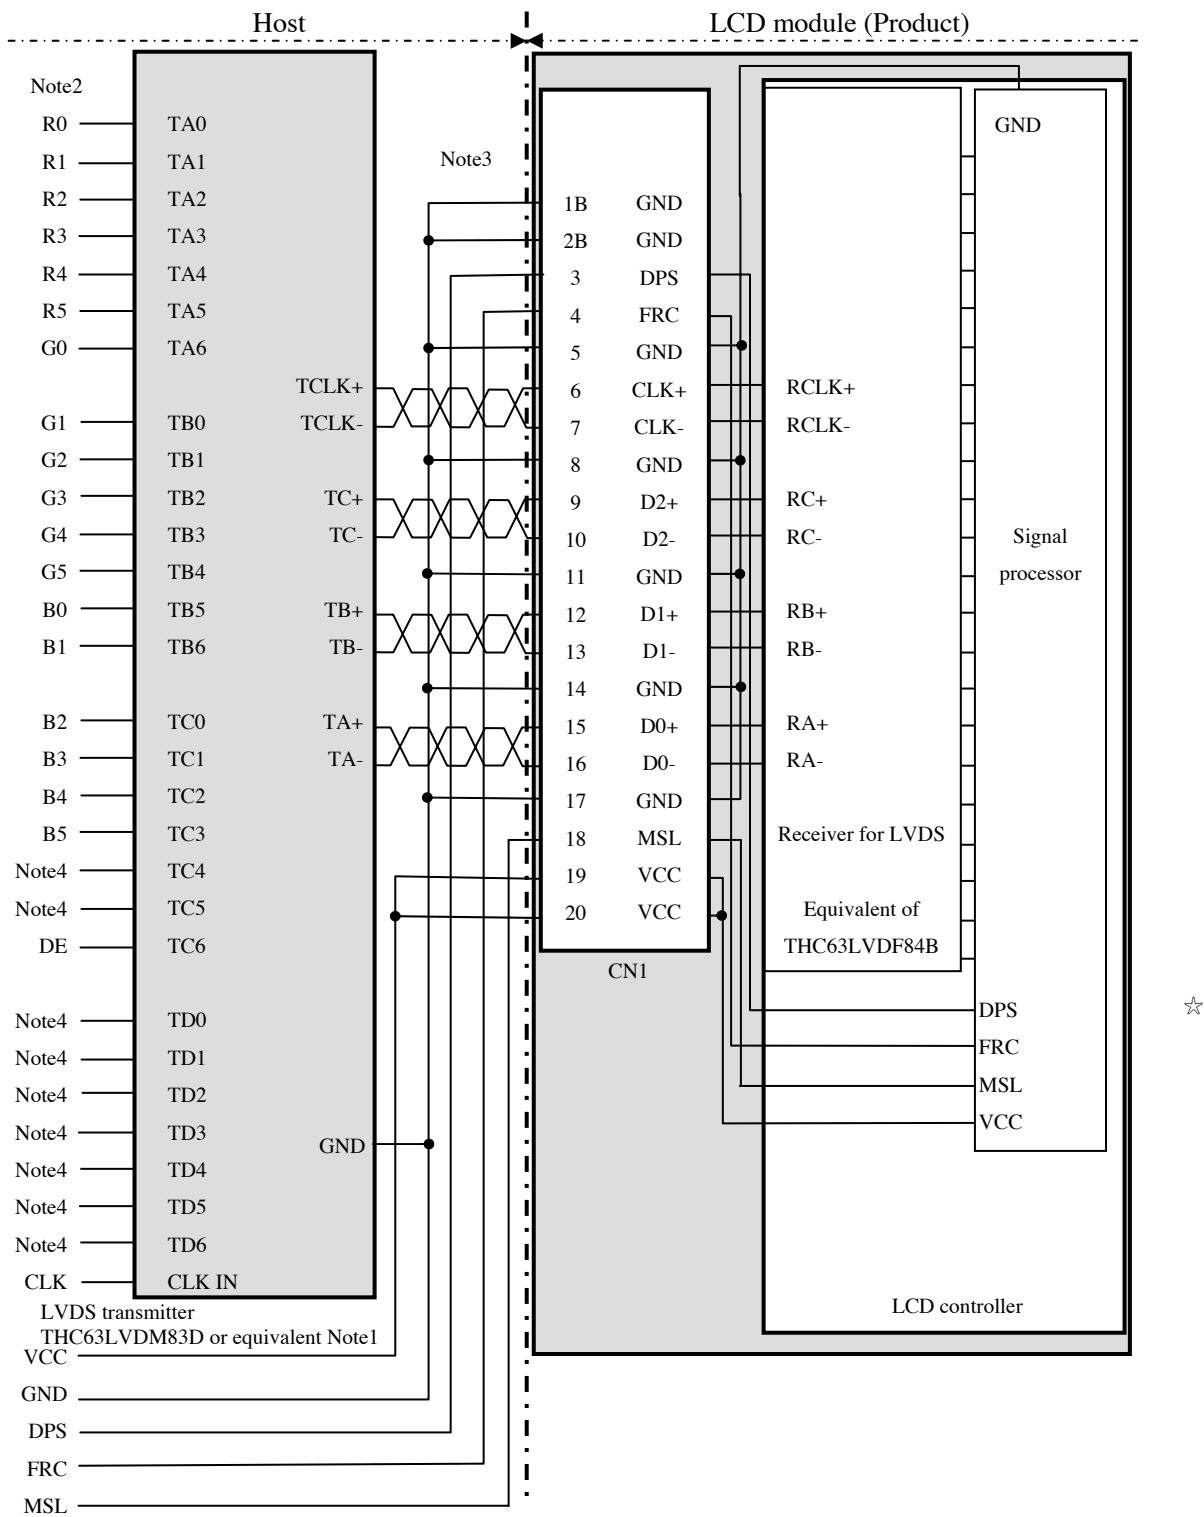 Host
LCD module (Product)
Note2
R0 TA0
R1 TA1
R2 TA2
R3 TA3
R4 TA4
R5 TA5
G0 TA6
TCLK+
G1 TB0 TCLK-
G2 TB1
G3 TB2 TC+
G4 TB3 TC-
G5 TB4
B0 TB5 TB+
B1 TB6 TB-
B2 TC0 TA+
B3 TC1 TA-
B4 TC2
B5 TC3
Note4 TC4
Note4 TC5
DE TC6
Note4 TD0
Note4 TD1
Note4 TD2
Note4 TD3
GND
Note4 TD4
Note4 TD5
Note4 TD6
CLK CLK IN
LVDS transmitter
THC63LVDM83D or equivalent Note1
VCC
GND
DPS
FRC
MSL
Note3
1B GND
2B GND
3 DPS
4 FRC
5 GND
6 CLK+
7 CLK-
8 GND
9 D2+
10 D2-
11 GND
12 D1+
13 D1-
14 GND
15 D0+
16 D0-
17 GND
18 MSL
19 VCC
20 VCC
CN1
RCLK+
RCLK-
RC+
RC-
RB+
RB-
RA+
RA-
Receiver for LVDS
Equivalent of
THC63LVDF84B
GND
Signal
processor
DPS
FRC
MSL
VCC
LCD controller
☆